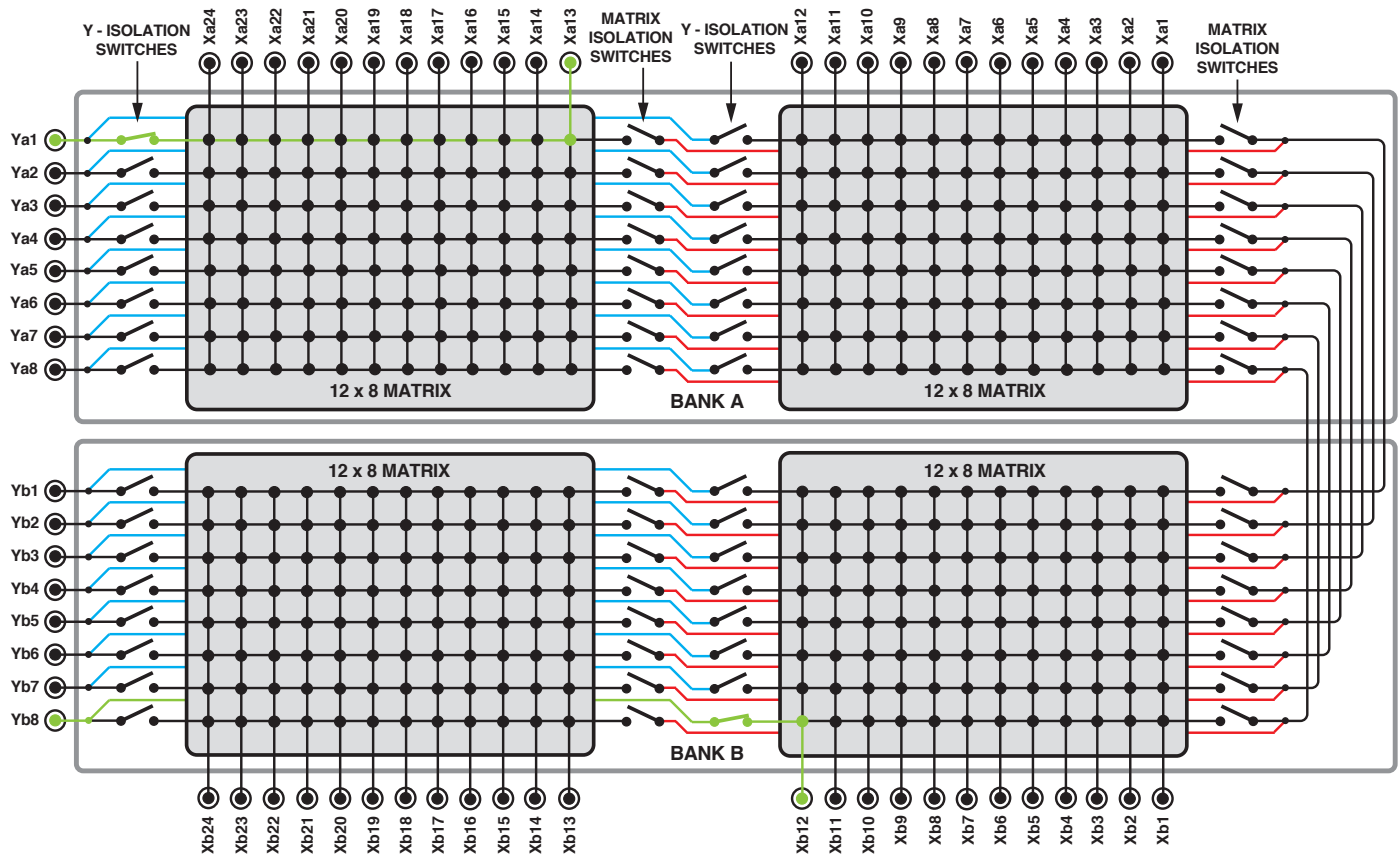 Y - ISOLATION
SWITCHES
Xa24
Xa23
Xa22
Xa21
Xa20
Xa19
Xa18
Xa17
Xa16
Xa15
Xa14
Xa13
MATRIX
ISOLATION
SWITCHES
Y - ISOLATION
SWITCHES
Xa12
Xa11
Xa10
Xa9
Xa8
Xa7
Xa6
Xa5
Xa4
Xa3
Xa2
Xa1
MATRIX
ISOLATION
SWITCHES
Ya1
Ya2
Ya3
Ya4
Ya5
Ya6
Ya7
Ya8
12 x 8 MATRIX
BANK A
12 x 8 MATRIX
12 x 8 MATRIX
12 x 8 MATRIX
Yb1
Yb2
Yb3
Yb4
Yb5
Yb6
Yb7
Yb8
BANK B
Xb24
Xb23
Xb22
Xb21
Xb20
Xb19
Xb18
Xb17
Xb16
Xb15
Xb14
Xb13
Xb12
Xb11
Xb10
Xb9
Xb8
Xb7
Xb6
Xb5
Xb4
Xb3
Xb2
Xb1